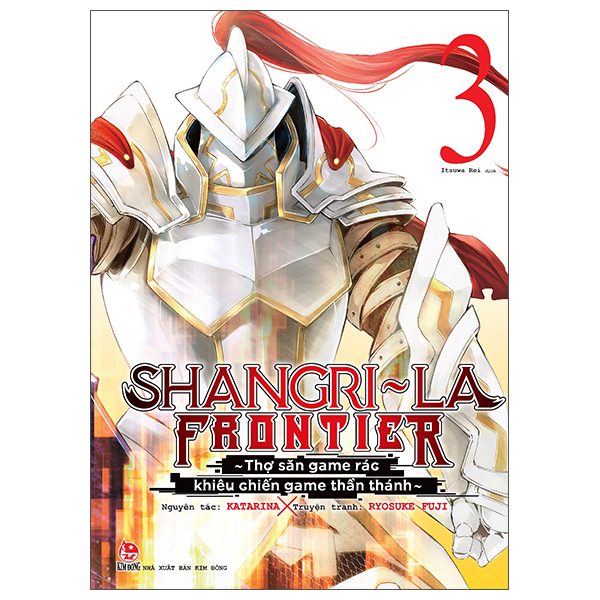 3
Itsuwa Rei dịch
SHANGRI~LA
FRONTIER
~Thợ săn game rác
khiêu chiến game thần thánh~
Nguyên tác: KATARINA X Truyện tranh: RYOSUKE FUJI
KIM ĐỒNG
NHÀ XUẤT BẢN KIM ĐỒNG